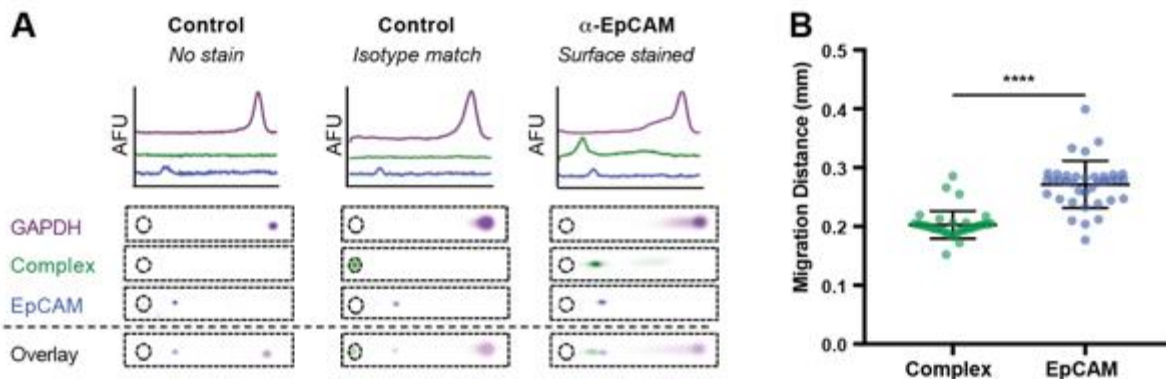 A
Control
No stain
Control
Isotype match
α-EpCAM
Surface stained
AFU
AFU
AFU
GAPDH
Complex
EpCAM
Overlay
B
****
Migration Distance (mm)
0.5
0.4
0.3
0.2
0.1
0.0
Complex
EpCAM